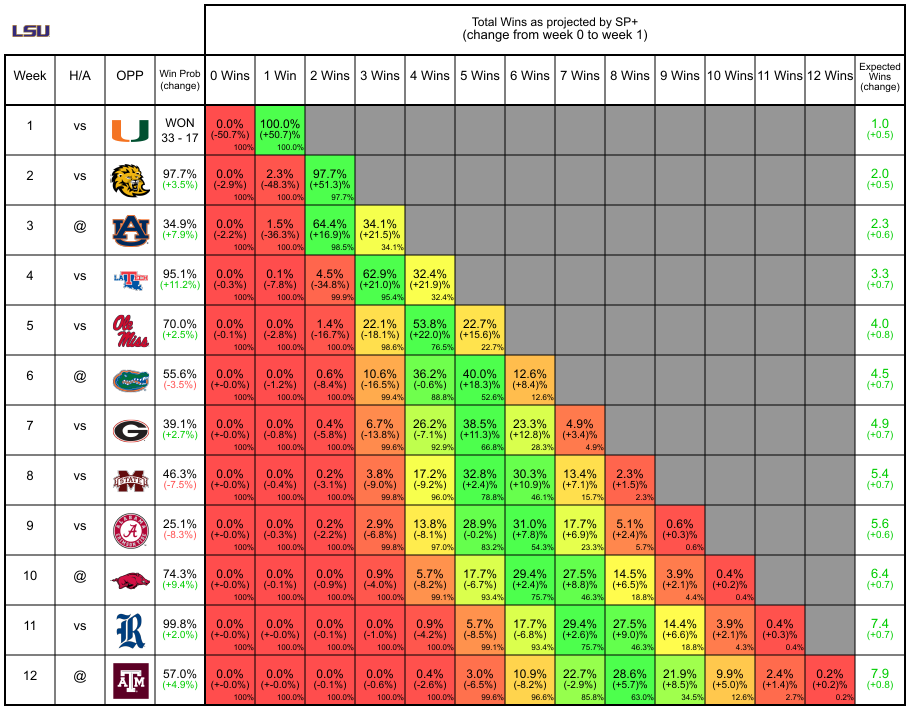 LSU
Total Wins as projected by SP+
(change from week 0 to week 1)
Week H/A OPP Win Prob (change) 0 Wins 1 Win 2 Wins 3 Wins 4 Wins 5 Wins 6 Wins 7 Wins 8 Wins 9 Wins 10 Wins 11 Wins 12 Wins Expected Wins (change)
1 vs U WON 0.0% 100.0% 1.0
33 - 17 (-50.7%) (+50.7)% (+0.5)
100% 100.0%
2 vs 97.7% 0.0% 2.3% 97.7% 2.0
(+3.5%) (-2.9%) (-48.3%) (+51.3)% (+0.5)
100% 100.0% 97.7%
3 @ AU 34.9% 0.0% 1.5% 64.4% 34.1% 2.3
(+7.9%) (-2.2%) (-36.3%) (+16.9)% (+21.5)% (+0.6)
100% 100.0% 98.5% 34.1%
4 vs LA TECH 95.1% 0.0% 0.1% 4.5% 62.9% 32.4% 3.3
(+11.2%) (-0.3%) (-7.8%) (-34.8%) (+21.0)% (+21.9)% (+0.7)
100% 100.0% 99.9% 95.4% 32.4%
5 vs Ole Miss 70.0% 0.0% 0.0% 1.4% 22.1% 53.8% 22.7% 4.0
(+2.5%) (-0.1%) (-2.8%) (-16.7%) (-18.1%) (+22.0)% (+15.6)% (+0.8)
100% 100.0% 100.0% 98.6% 76.5% 22.7%
6 @ 55.6% 0.0% 0.0% 0.6% 10.6% 36.2% 40.0% 12.6% 4.5
(-3.5%) (+-0.0%) (-1.2%) (-8.4%) (-16.5%) (-0.6%) (+18.3)% (+8.4)% (+0.7)
100% 100.0% 100.0% 99.4% 88.8% 52.6% 12.6%
7 vs G 39.1% 0.0% 0.0% 0.4% 6.7% 26.2% 38.5% 23.3% 4.9% 4.9
(+2.7%) (+-0.0%) (-0.8%) (-5.8%) (-13.8%) (-7.1%) (+11.3)% (+12.8)% (+3.4)% (+0.7)
100% 100.0% 100.0% 99.6% 92.9% 66.8% 28.3% 4.9%
8 vs M STATE 46.3% 0.0% 0.0% 0.2% 3.8% 17.2% 32.8% 30.3% 13.4% 2.3% 5.4
(-7.5%) (+-0.0%) (-0.4%) (-3.1%) (-9.0%) (-9.2%) (+2.4)% (+10.9)% (+7.1)% (+1.5)% (+0.7)
100% 100.0% 100.0% 99.8% 96.0% 78.8% 46.1% 15.7% 2.3%
9 vs A 25.1% 0.0% 0.0% 0.2% 2.9% 13.8% 28.9% 31.0% 17.7% 5.1% 0.6% 5.6
(-8.3%) (+-0.0%) (-0.3%) (-2.2%) (-6.8%) (-8.1%) (-0.2%) (+7.8)% (+6.9)% (+2.4)% (+0.3)% (+0.6)
100% 100.0% 100.0% 99.8% 97.0% 83.2% 54.3% 23.3% 5.7% 0.6%
10 @ 74.3% 0.0% 0.0% 0.0% 0.9% 5.7% 17.7% 29.4% 27.5% 14.5% 3.9% 0.4% 6.4
(+9.4%) (+-0.0%) (-0.1%) (-0.9%) (-4.0%) (-8.2%) (-6.7%) (+2.4)% (+8.8)% (+6.5)% (+2.1)% (+0.2)% (+0.7)
100% 100.0% 100.0% 100.0% 99.1% 93.4% 75.7% 46.3% 18.8% 4.4% 0.4%
11 vs R 99.8% 0.0% 0.0% 0.0% 0.0% 0.9% 5.7% 17.7% 29.4% 27.5% 14.4% 3.9% 0.4% 7.4
(+2.0%) (+-0.0%) (+-0.0%) (-0.1%) (-1.0%) (-4.2%) (-8.5%) (-6.8%) (+2.6)% (+9.0)% (+6.6)% (+2.1)% (+0.3)% (+0.7)
100% 100.0% 100.0% 100.0% 100.0% 99.1% 93.4% 75.7% 46.3% 18.8% 4.3% 0.4%
12 @ ATM 57.0% 0.0% 0.0% 0.0% 0.0% 0.4% 3.0% 10.9% 22.7% 28.6% 21.9% 9.9% 2.4% 0.2% 7.9
(+4.9%) (+-0.0%) (+-0.0%) (-0.1%) (-0.6%) (-2.6%) (-6.5%) (-8.2%) (-2.9%) (+5.7)% (+8.5)% (+5.0)% (+1.4)% (+0.2)% (+0.8)
100% 100.0% 100.0% 100.0% 100.0% 99.6% 96.6% 85.8% 63.0% 34.5% 12.6% 2.7% 0.2%